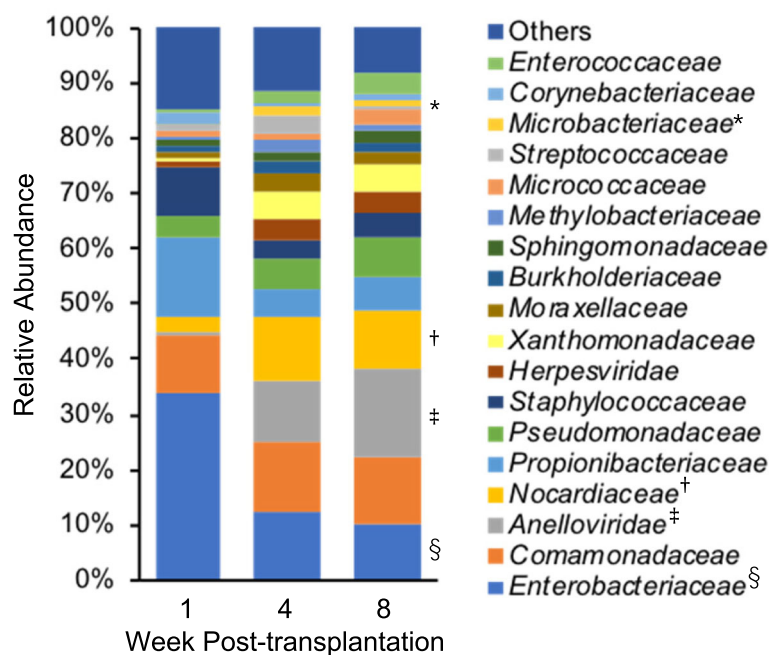 Relative Abundance
100%
90%
80%
70%
60%
50%
40%
30%
20%
10%
0%
*
†
‡
§
1 4 8
Week Post-transplantation
Others
Enterococcaceae
Corynebacteriaceae
Microbacteriaceae*
Streptococcaceae
Micrococcaceae
Methylobacteriaceae
Sphingomonadaceae
Burkholderiaceae
Moraxellaceae
Xanthomonadaceae
Herpesviridae
Staphylococcaceae
Pseudomonadaceae
Propionibacteriaceae
Nocardiaceae†
Anelloviridae‡
Comamonadaceae
Enterobacteriaceae§